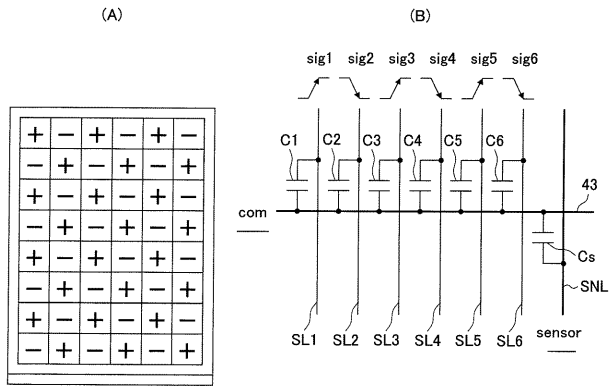 (A)
+ − + − + −
− + − + − +
+ − + − + −
− + − + − +
+ − + − + −
− + − + − +
+ − + − + −
− + − + − +
(B)
sig1 sig2 sig3 sig4 sig5 sig6
C1 C2 C3 C4 C5 C6
43
com
Cs
SNL
SL1 SL2 SL3 SL4 SL5 SL6
sensor